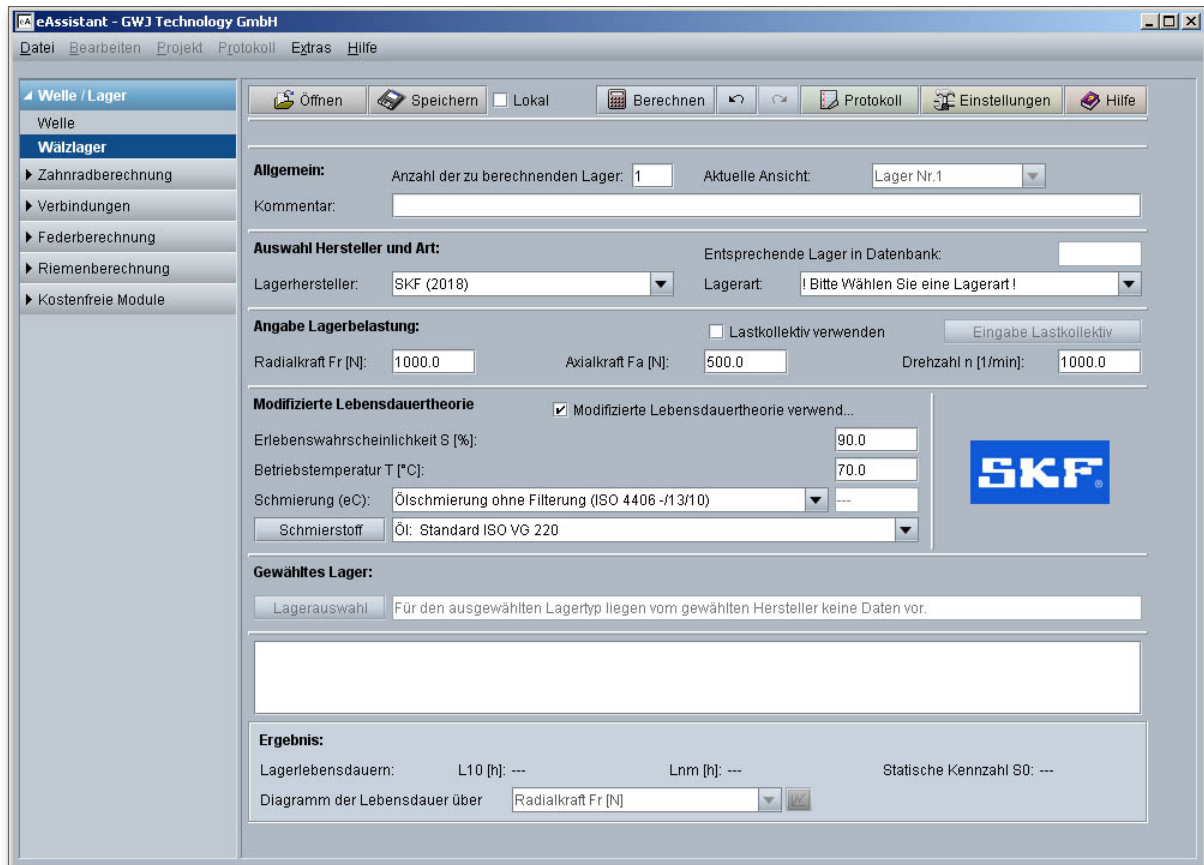 eA eAssistant - GWJ Technology GmbH
Datei Bearbeiten Projekt Protokoll Extras Hilfe
Welle / Lager
Welle
Wälzlager
Zahnradberechnung
Verbindungen
Federberechnung
Riemenberechnung
Kostenfreie Module
Öffnen Speichern Lokal Berechnen Protokoll Einstellungen Hilfe
Allgemein: Anzahl der zu berechnenden Lager: 1 Aktuelle Ansicht: Lager Nr.1
Kommentar:
Auswahl Hersteller und Art: Entsprechende Lager in Datenbank:
Lagerhersteller: SKF (2018) Lagerart: ! Bitte Wählen Sie eine Lagerart !
Angabe Lagerbelastung: Lastkollektiv verwenden Eingabe Lastkollektiv
Radialkraft Fr [N]: 1000.0 Axialkraft Fa [N]: 500.0 Drehzahl n [1/min]: 1000.0
Modifizierte Lebensdauertheorie Modifizierte Lebensdauertheorie verwend...
Erlebenswahrscheinlichkeit S [%]: 90.0
Betriebstemperatur T [°C]: 70.0
Schmierung (eC): Ölschmierung ohne Filterung (ISO 4406 -/13/10) ---
Schmierstoff Öl: Standard ISO VG 220
SKF®
Gewähltes Lager:
Lagerauswahl Für den ausgewählten Lagertyp liegen vom gewählten Hersteller keine Daten vor.
Ergebnis:
Lagerlebensdauern: L10 [h]: --- Lnm [h]: --- Statische Kennzahl S0: ---
Diagramm der Lebensdauer über Radialkraft Fr [N]